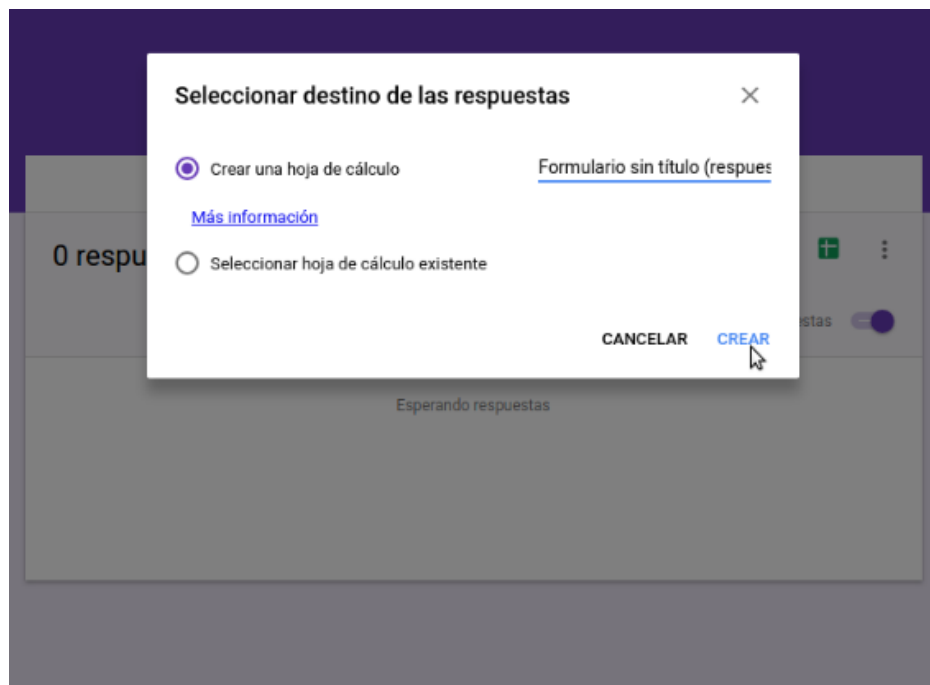 Seleccionar destino de las respuestas
Crear una hoja de cálculo
Formulario sin título (respues
Más información
0 respu
Seleccionar hoja de cálculo existente
estas
CANCELAR
CREAR
Esperando respuestas